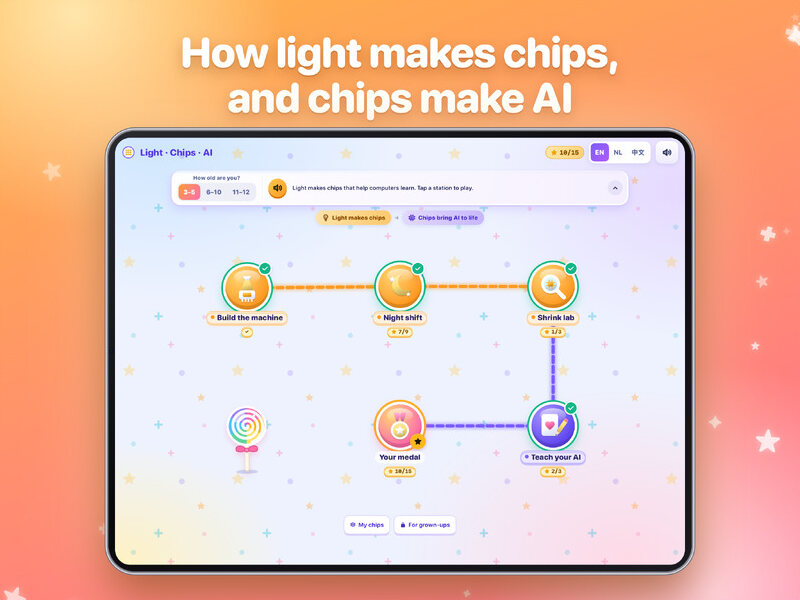 How light makes chips,
and chips make AI
Light · Chips · AI
10/15
EN NL 中文
How old are you?
3–5 6–10 11–12
Light makes chips that help computers learn. Tap a station to play.
Light makes chips
Chips bring AI to life
Build the machine
Night shift
7/9
Shrink lab
1/3
Your medal
10/15
Teach your AI
2/3
My chips
For grown-ups